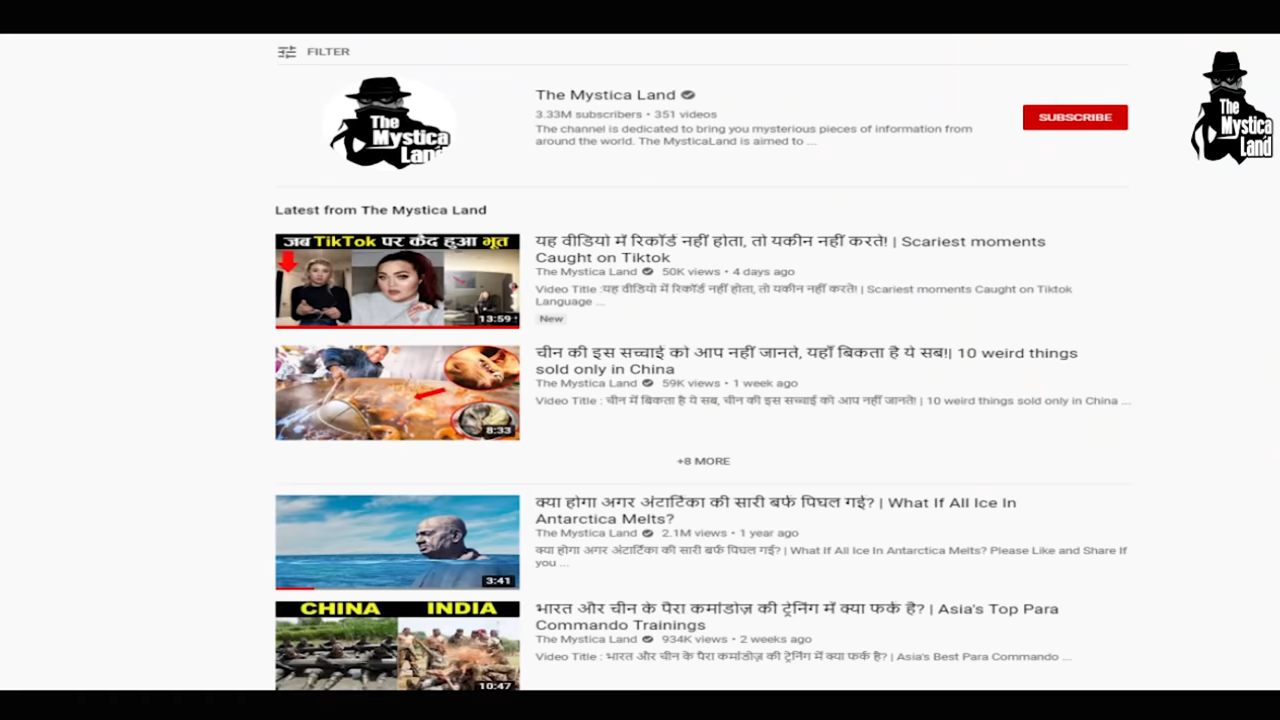 FILTER
The Mystica Land
3.33M subscribers • 351 videos
The channel is dedicated to bring you mysterious pieces of information from
around the world. The MysticaLand is aimed to ...
SUBSCRIBE
The
Mystica
Land
The
Mystica
Land
Latest from The Mystica Land
जब TikTok पर कैद हुआ भूत
13:59
यह वीडियो में रिकॉर्ड नहीं होता, तो यकीन नहीं करते! | Scariest moments
Caught on Tiktok
The Mystica Land 50K views • 4 days ago
Video Title :यह वीडियो में रिकॉर्ड नहीं होता, तो यकीन नहीं करते! | Scariest moments Caught on Tiktok
Language ...
New
8:33
चीन की इस सच्चाई को आप नहीं जानते, यहाँ बिकता है ये सब!| 10 weird things
sold only in China
The Mystica Land 59K views • 1 week ago
Video Title : चीन में बिकता है ये सब, चीन की इस सच्चाई को आप नहीं जानते! | 10 weird things sold only in China ...
+8 MORE
3:41
क्या होगा अगर अंटार्टिका की सारी बर्फ पिघल गई? | What If All Ice In
Antarctica Melts?
The Mystica Land 2.1M views • 1 year ago
क्या होगा अगर अंटार्टिका की सारी बर्फ पिघल गई? | What If All Ice In Antarctica Melts? Please Like and Share If
you ...
CHINA INDIA
10:47
भारत और चीन के पैरा कमांडोज़ की ट्रेनिंग में क्या फर्क है? | Asia's Top Para
Commando Trainings
The Mystica Land 934K views • 2 weeks ago
Video Title : भारत और चीन के पैरा कमांडोज़ की ट्रेनिंग में क्या फर्क है? | Asia's Best Para Commando ...